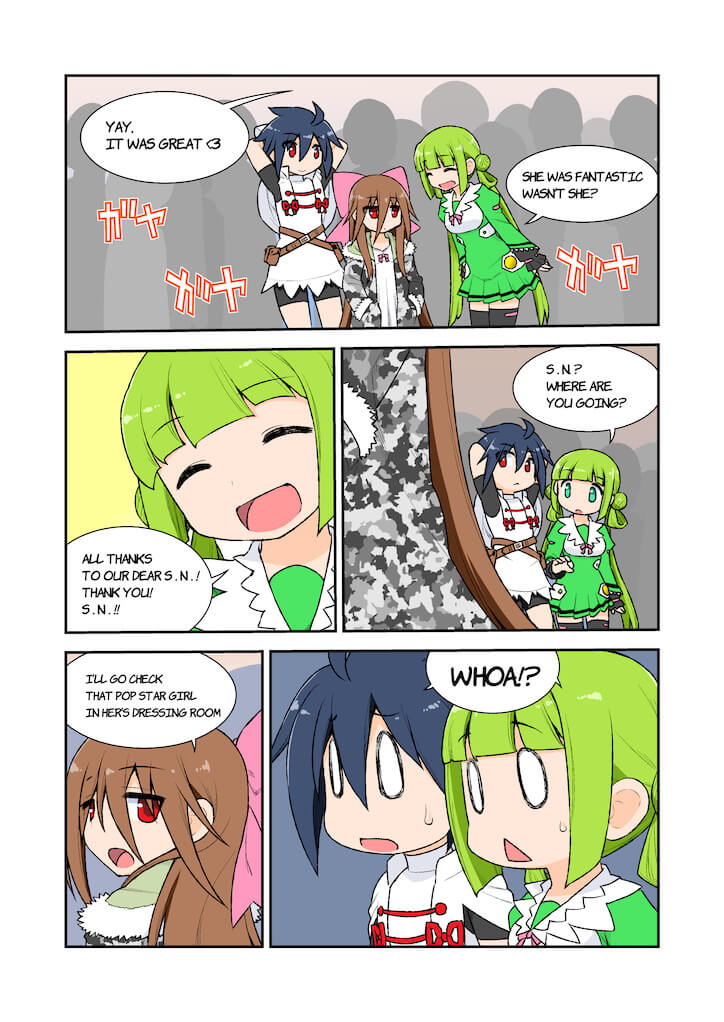 YAY.
IT WAS GREAT <3
SHE WAS FANTASTIC
WASN'T SHE?
ガヤ
ガヤ
ガヤ
ALL THANKS
TO OUR DEAR S.N.!
THANK YOU!
S.N.!!
S.N?
WHERE ARE
YOU GOING?
I'LL GO CHECK
THAT POP STAR GIRL
IN HER'S DRESSING ROOM
WHOA!?